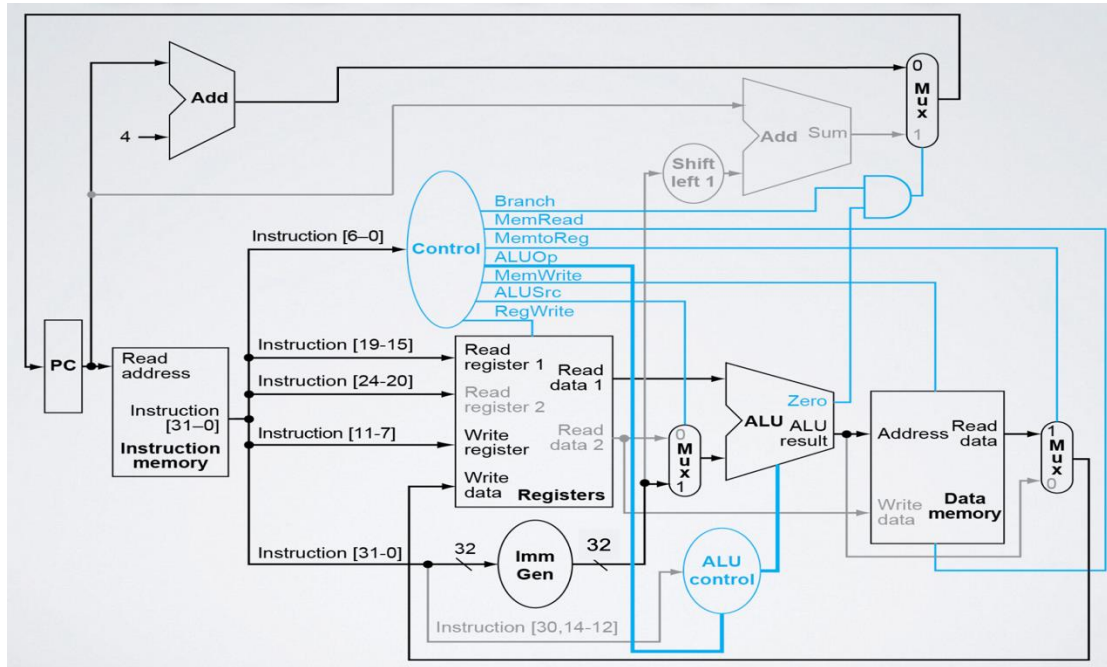 Add
4
0
Mux
1
Add Sum
Shift
left 1
Branch
MemRead
MemtoReg
ALUOp
MemWrite
ALUSrc
RegWrite
Control
Instruction [6–0]
PC
Read
address
Instruction
[31–0]
Instruction
memory
Instruction [19-15]
Instruction [24-20]
Instruction [11-7]
Instruction [31-0]
Read
register 1
Read
data 1
Read
register 2
Write
register
Read
data 2
Write
data
Registers
0
Mux
1
Zero
ALU
ALU
result
Address
Read
data
Write
data
Data
memory
1
Mux
0
32
Imm
Gen
32
ALU
control
Instruction [30,14-12]